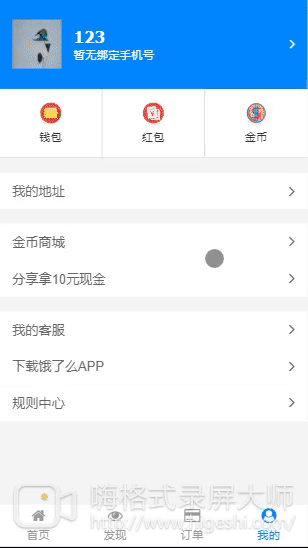 123
暂无绑定手机号
钱包
红包
金币
我的地址
金币商城
分享拿10元现金
我的客服
下载饿了么APP
规则中心
嗨格式录屏大师
http://www.higeshi.com/
首页
发现
订单
我的